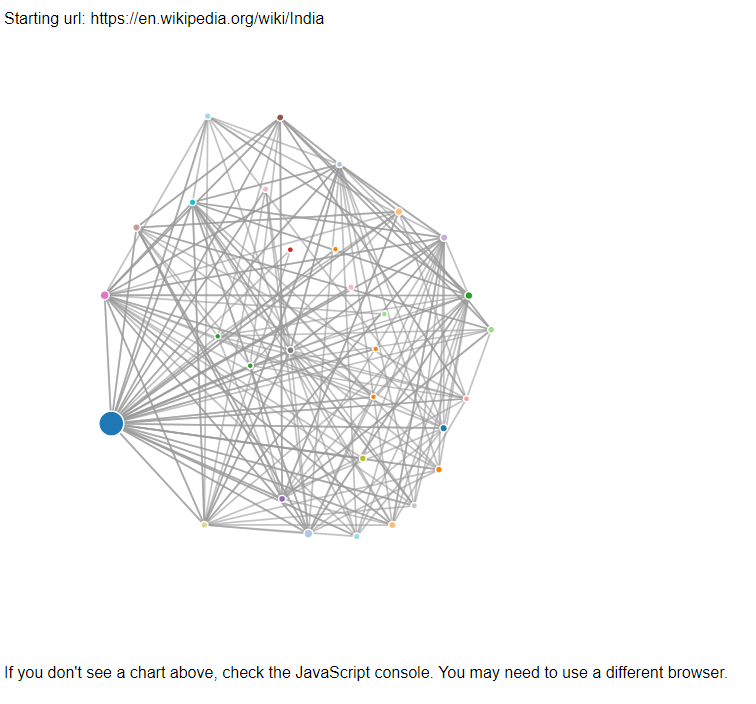 Starting url: https://en.wikipedia.org/wiki/India
If you don't see a chart above, check the JavaScript console. You may need to use a different browser.